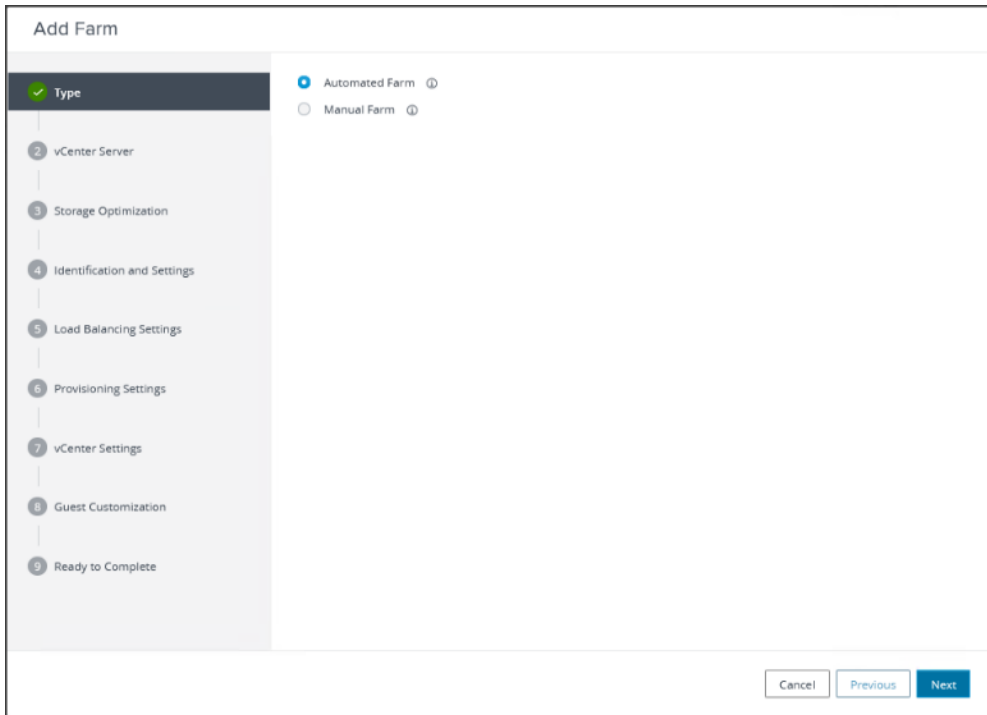 Add Farm
Type
Automated Farm
Manual Farm
2 vCenter Server
3 Storage Optimization
4 Identification and Settings
5 Load Balancing Settings
6 Provisioning Settings
7 vCenter Settings
8 Guest Customization
9 Ready to Complete
Cancel Previous Next